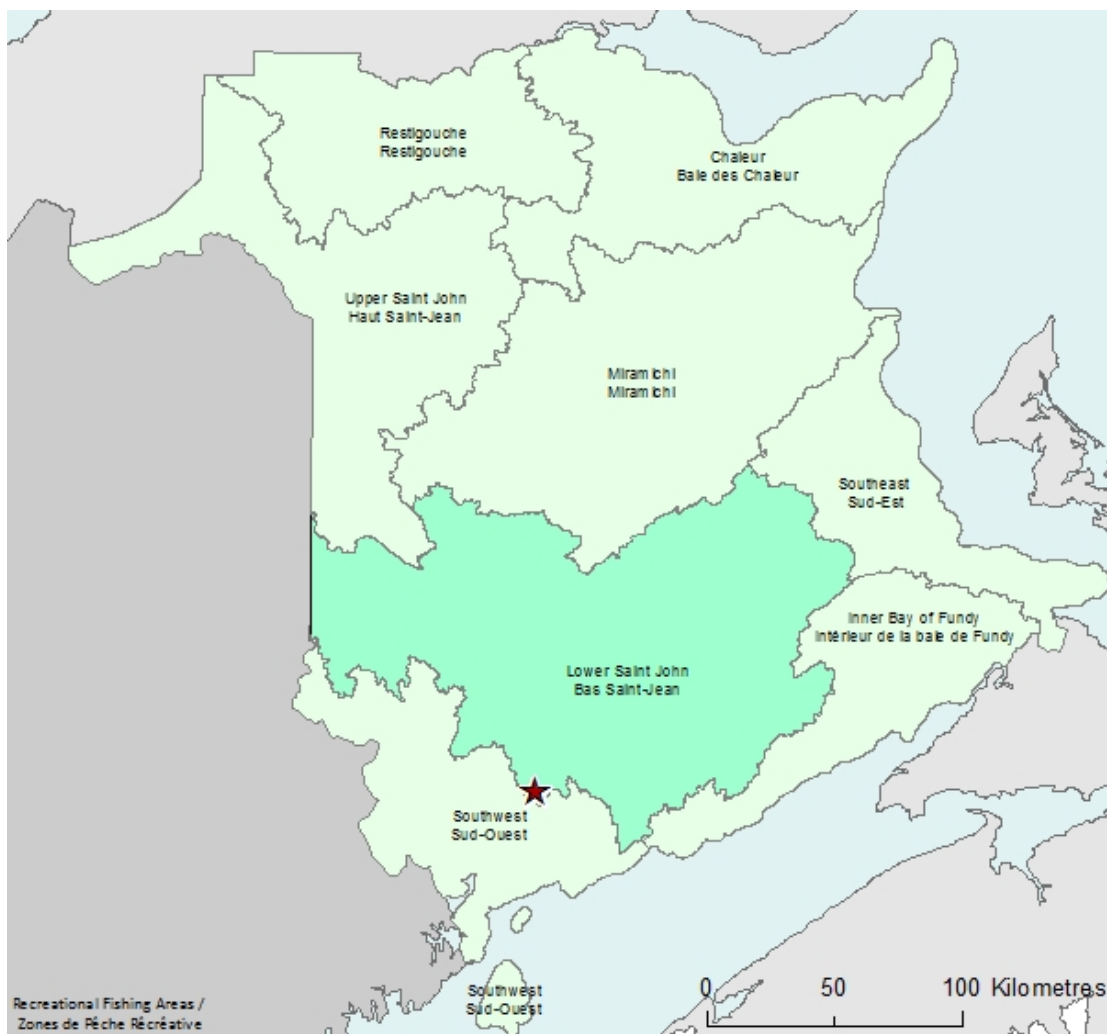 Restigouche
Restigouche
Chaleur
Baie des Chaleur
Upper Saint John
Haut Saint-Jean
Miramichi
Miramichi
Southeast
Sud-Est
Inner Bay of Fundy
Intérieur de la baie de Fundy
Lower Saint John
Bas Saint-Jean
Southwest
Sud-Ouest
Southwest
Sud-Ouest
0 50 100 Kilometres
Recreational Fishing Areas /
Zones de Pêche Récréative